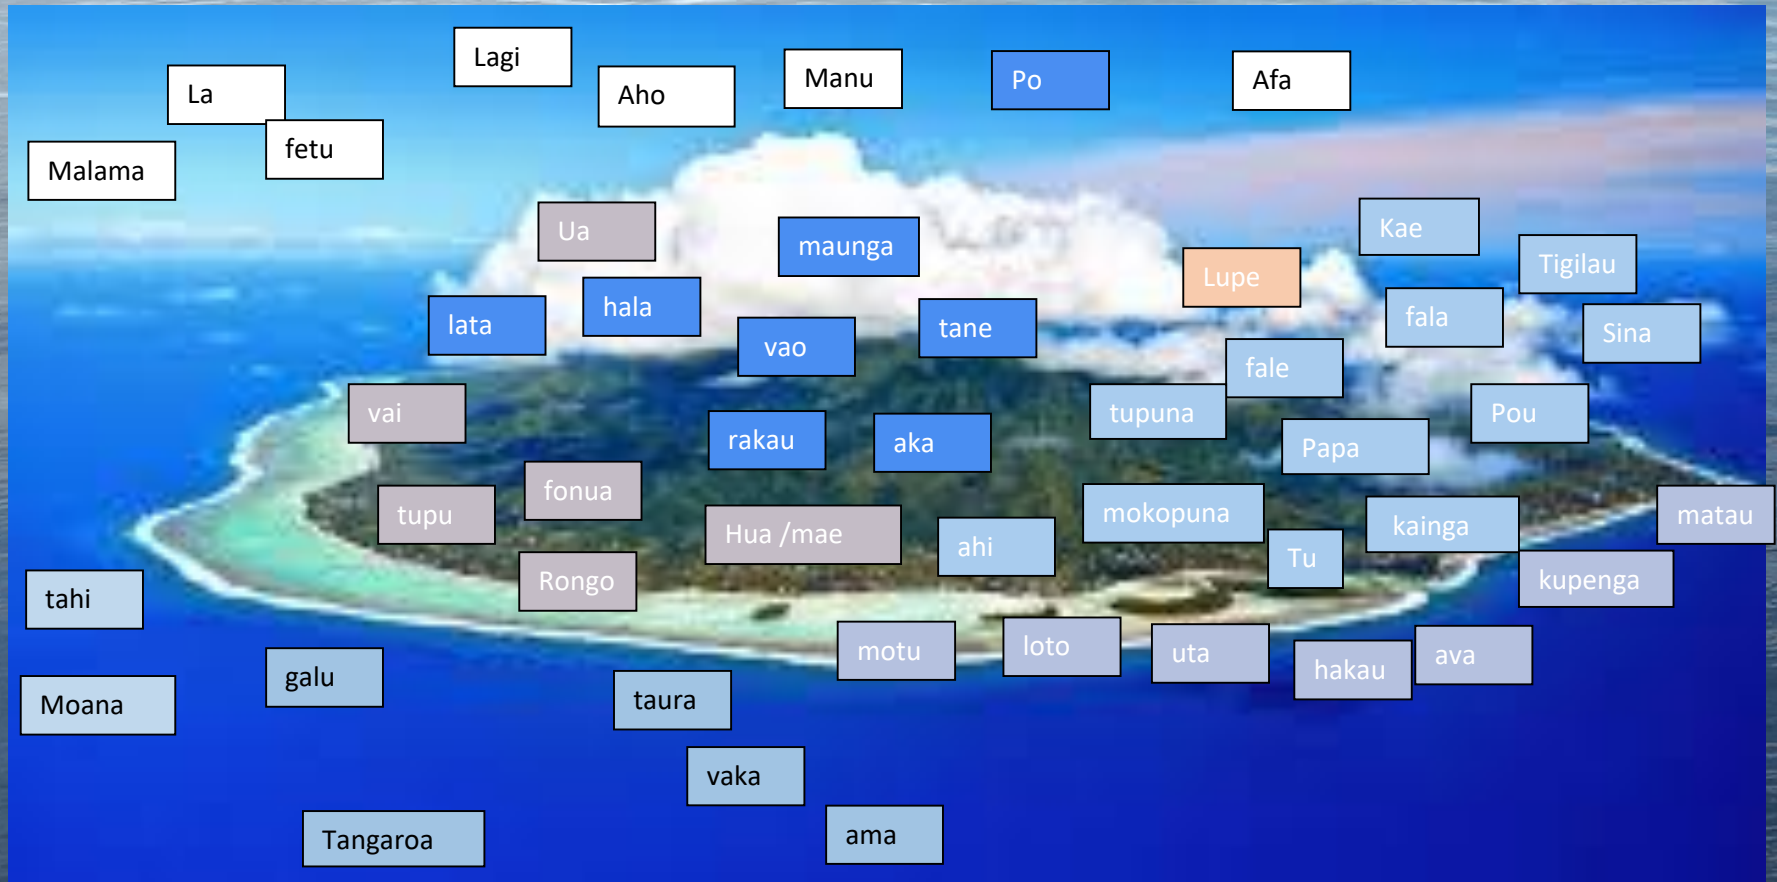 Lagi
Manu
Po
Afa
La
Aho
fetu
Malama
Ua
maunga
Kae
Tigilau
Lupe
hala
lata
vao
tane
fala
Sina
fale
vai
tupuna
Pou
rakau
aka
Papa
fonua
tupu
Hua /mae
mokopuna
kainga
matau
ahi
Tu
Rongo
kupenga
tahi
motu
loto
uta
hakau
ava
galu
Moana
taura
vaka
Tangaroa
ama